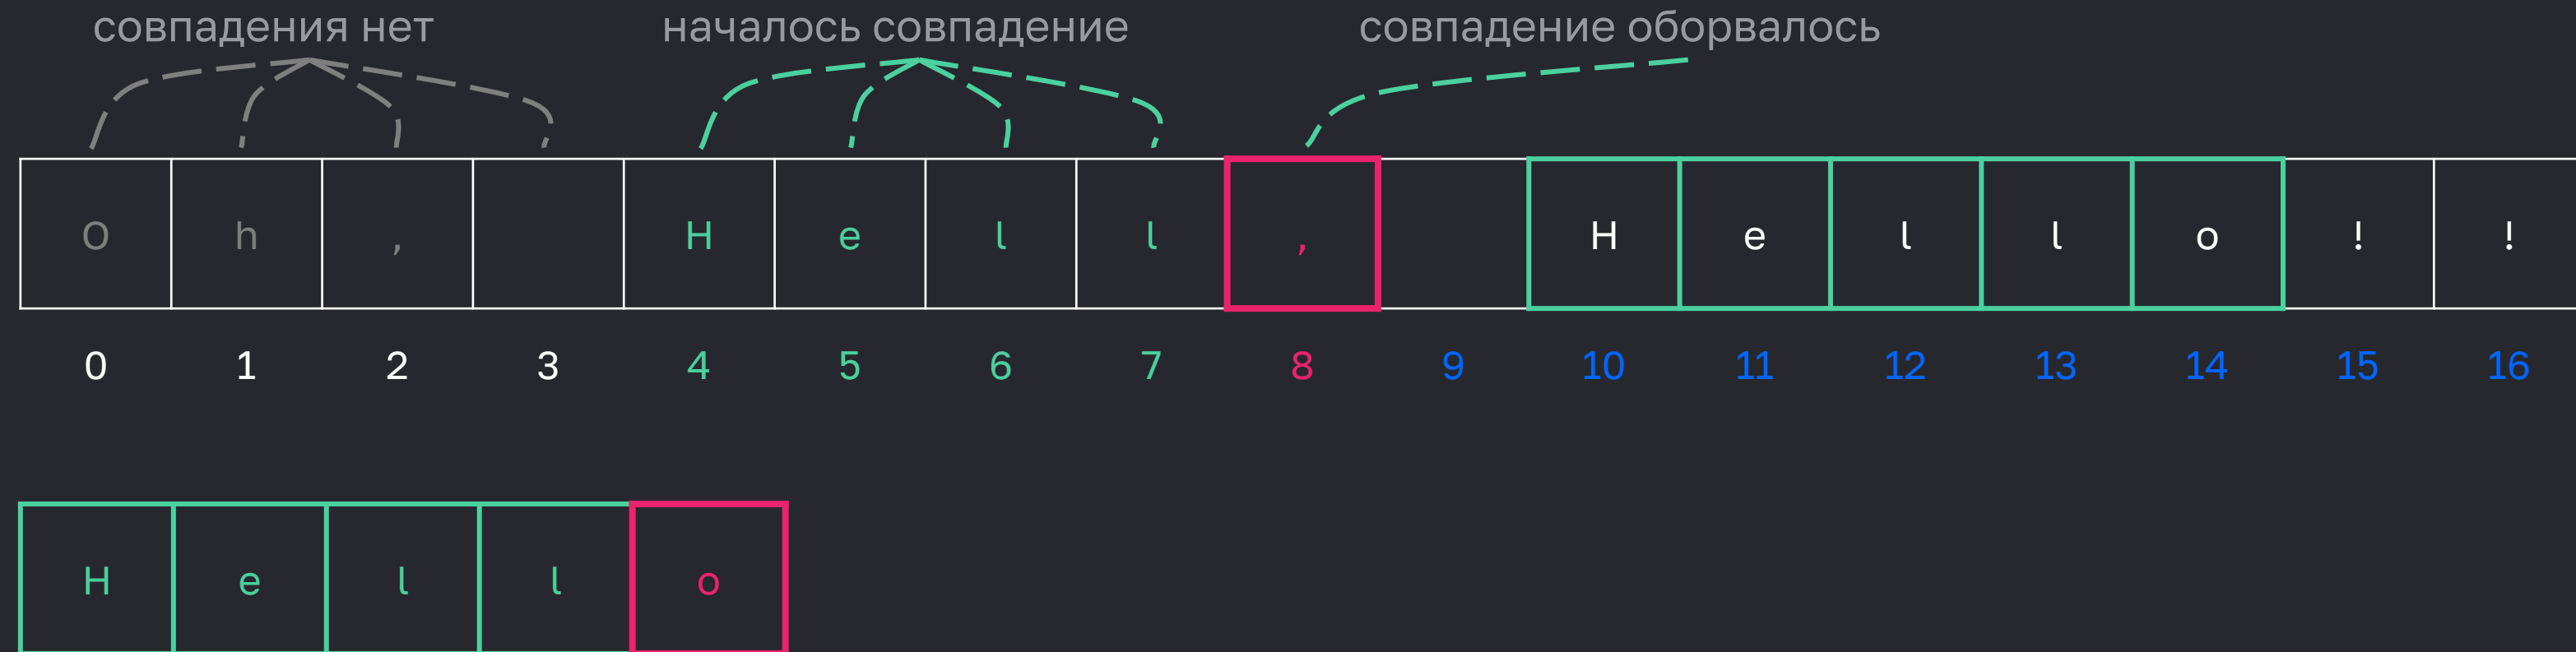 совпадения нет началось совпадение совпадение оборвалось
O h , H e l l , H e l l o ! !
0 1 2 3 4 5 6 7 8 9 10 11 12 13 14 15 16
H e l l o